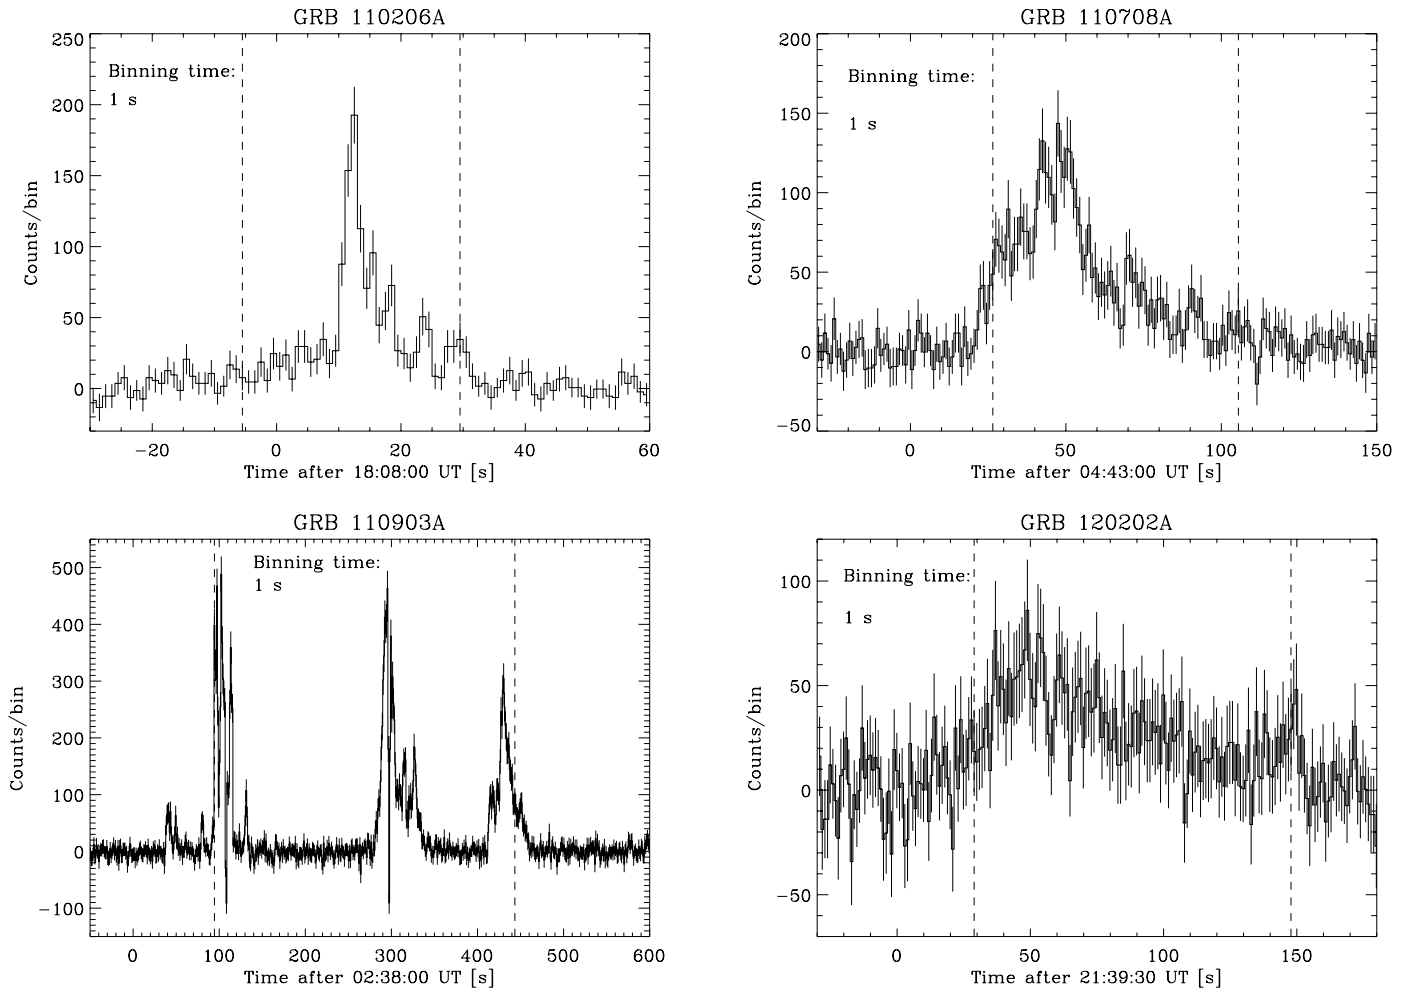 GRB 110206A
250
200
150
100
50
0
Counts/bin
Binning time:
1 s
−20 0 20 40 60
Time after 18:08:00 UT [s]
GRB 110708A
200
150
100
50
0
−50
Counts/bin
Binning time:
1 s
0 50 100 150
Time after 04:43:00 UT [s]
GRB 110903A
500
400
300
200
100
0
−100
Counts/bin
Binning time:
1 s
0 100 200 300 400 500 600
Time after 02:38:00 UT [s]
GRB 120202A
100
50
0
−50
Counts/bin
Binning time:
1 s
0 50 100 150
Time after 21:39:30 UT [s]